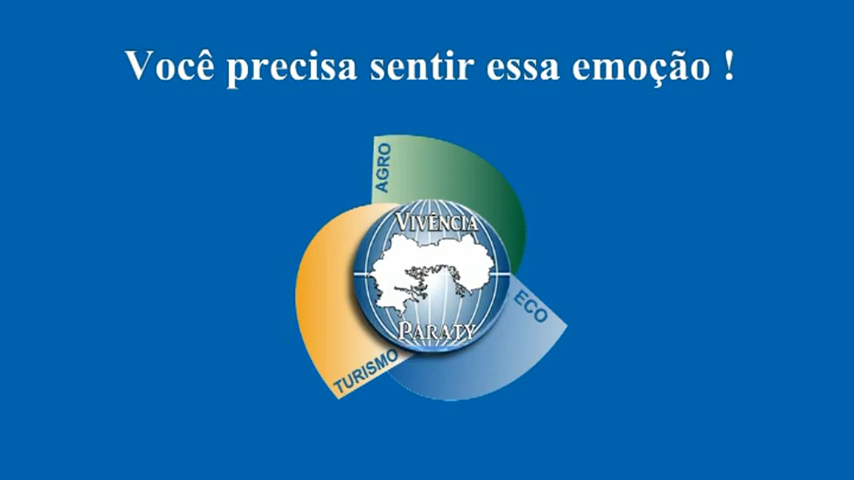 Você precisa sentir essa emoção !
AGRO
VIVÊNCIA
ECO
PARATY
TURISMO